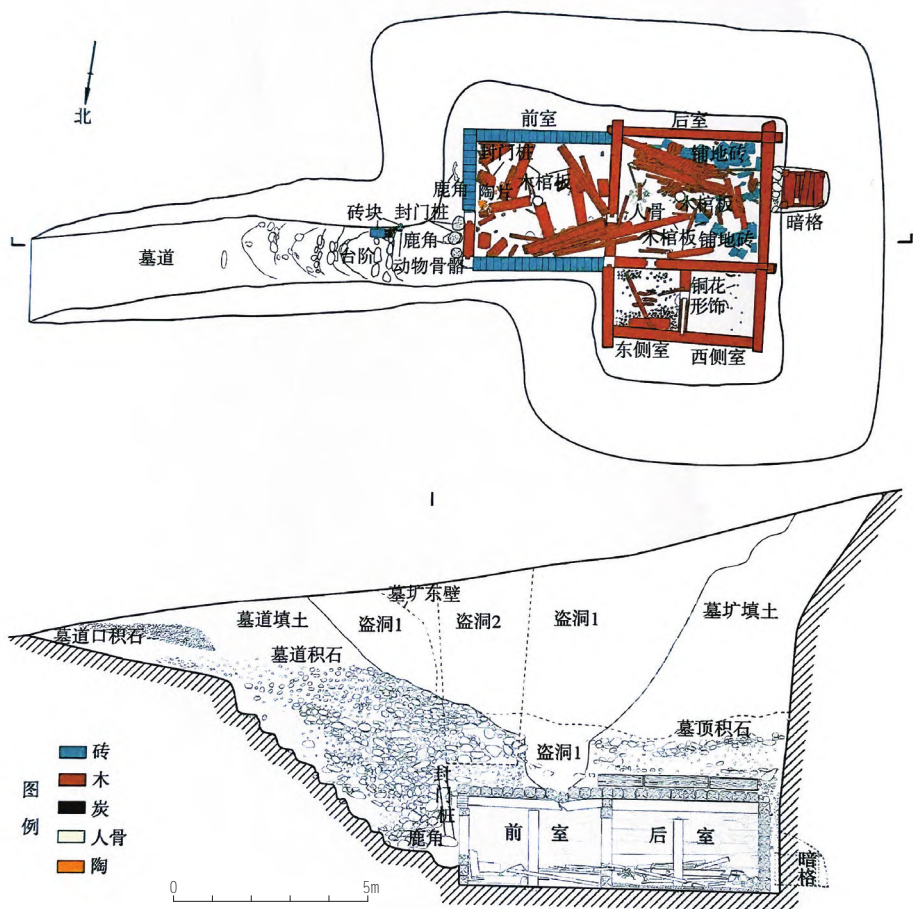 北
前室
后室
封门桩
铺地砖
木棺板
鹿角
陶片
人骨
木棺板
暗格
砖块
封门桩
鹿角
木棺板
铺地砖
墓道
台阶
动物骨骼
铜花
形饰
东侧室
西侧室
墓圹东壁
墓道填土
盗洞1
盗洞2
盗洞1
墓圹填土
墓道口积石
墓道积石
墓顶积石
盗洞1
封门桩
前室
后室
鹿角
暗格
图例
砖
木
炭
人骨
陶
0
5m